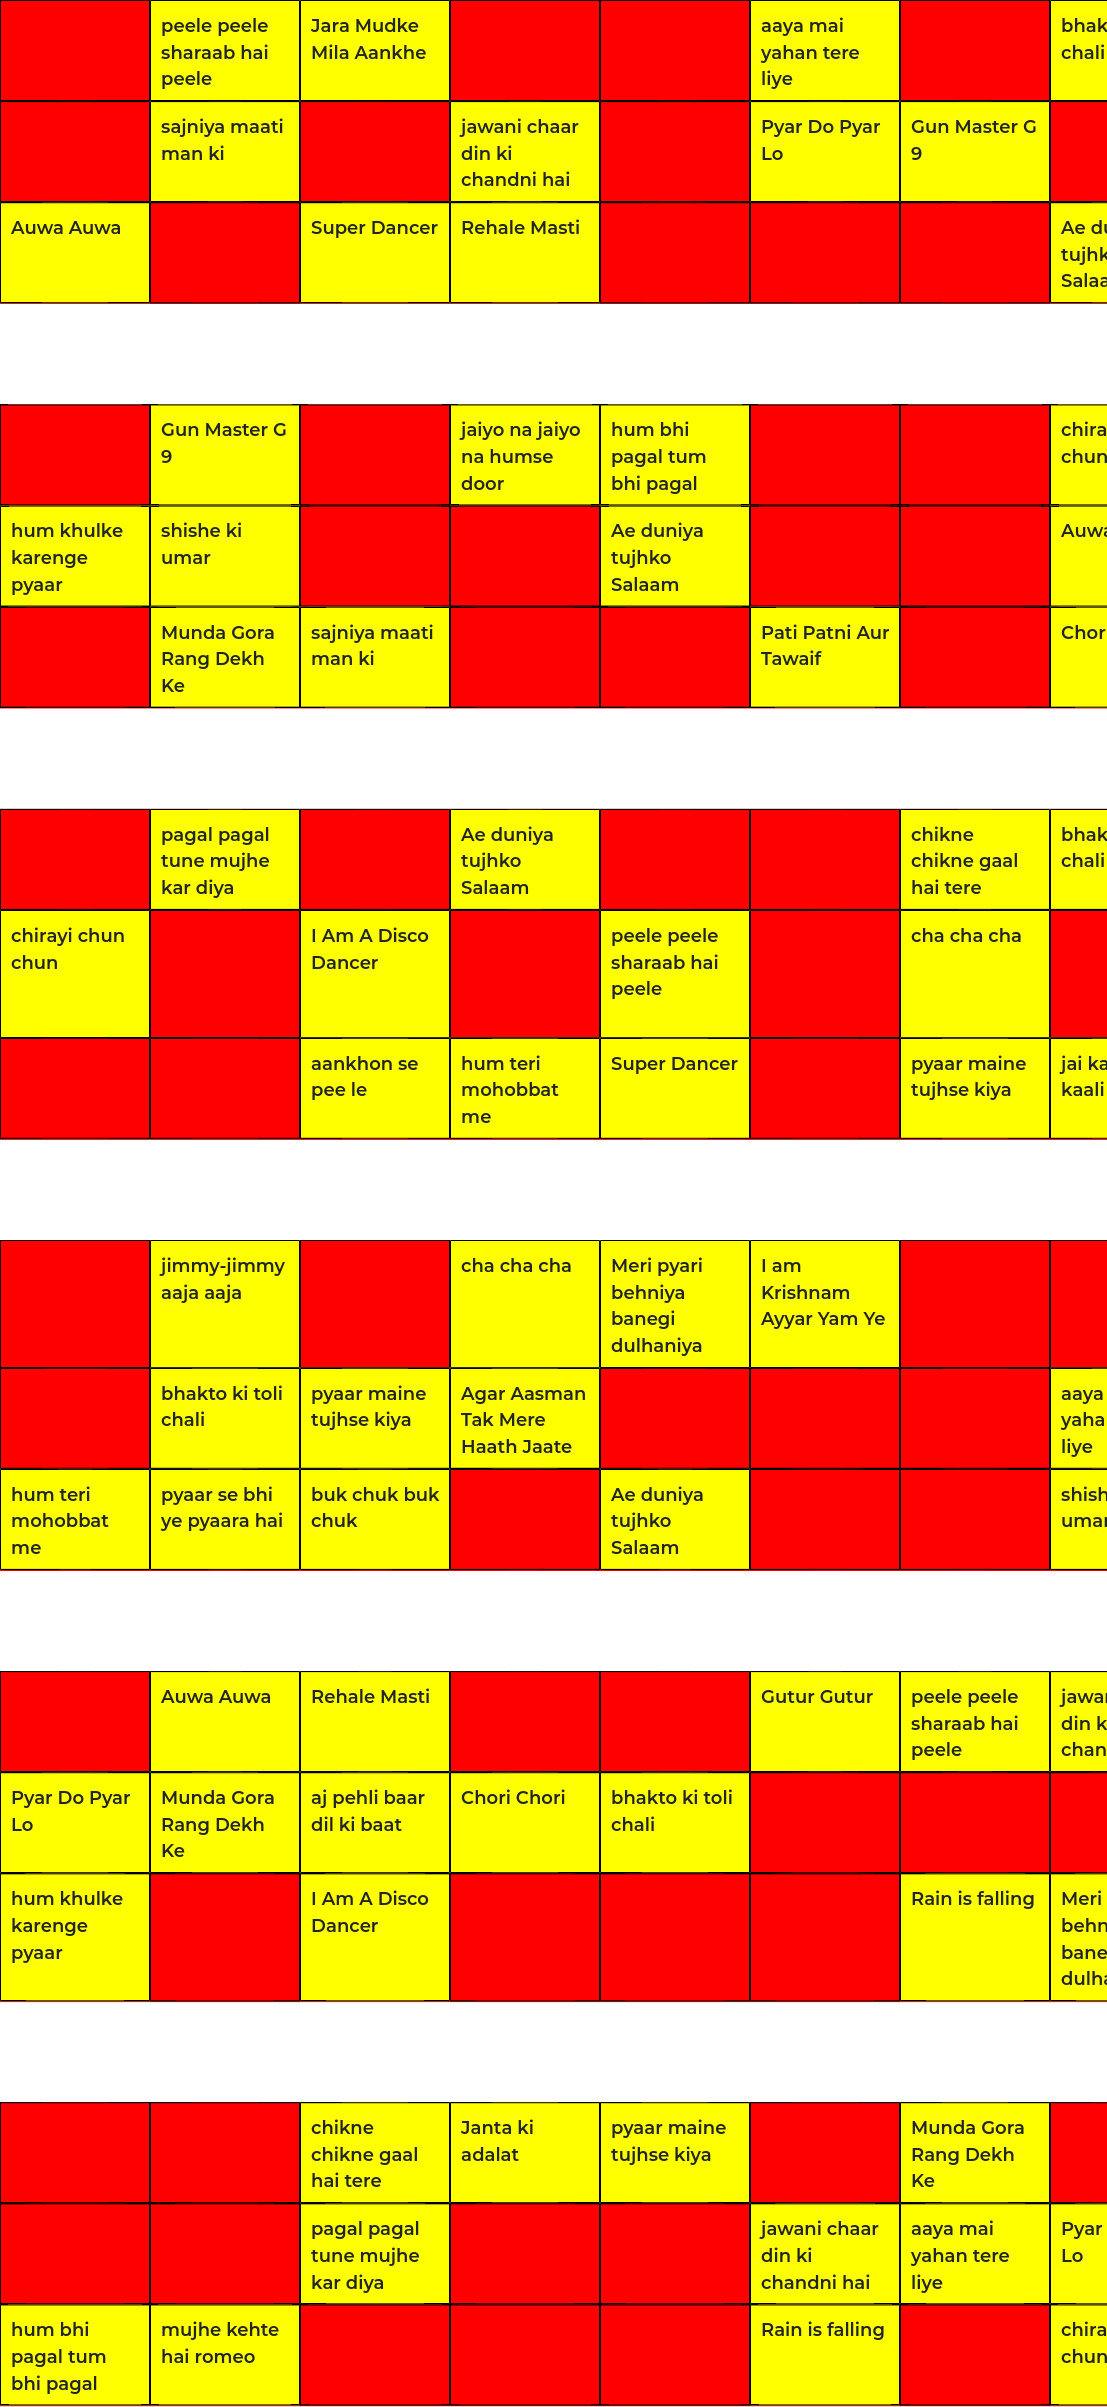 peele peele
sharaab hai
peele
Jara Mudke
Mila Aankhe
aaya mai
yahan tere
liye
bhak
chali
sajniya maati
man ki
jawani chaar
din ki
chandni hai
Pyar Do Pyar
Lo
Gun Master G
9
Auwa Auwa
Super Dancer
Rehale Masti
Ae du
tujhk
Salaa
Gun Master G
9
jaiyo na jaiyo
na humse
door
hum bhi
pagal tum
bhi pagal
chira
chun
hum khulke
karenge
pyaar
shishe ki
umar
Ae duniya
tujhko
Salaam
Auwa
Munda Gora
Rang Dekh
Ke
sajniya maati
man ki
Pati Patni Aur
Tawaif
Chor
pagal pagal
tune mujhe
kar diya
Ae duniya
tujhko
Salaam
chikne
chikne gaal
hai tere
bhak
chali
chirayi chun
chun
I Am A Disco
Dancer
peele peele
sharaab hai
peele
cha cha cha
aankhon se
pee le
hum teri
mohobbat
me
Super Dancer
pyaar maine
tujhse kiya
jai ka
kaali
jimmy-jimmy
aaja aaja
cha cha cha
Meri pyari
behniya
banegi
dulhaniya
I am
Krishnam
Ayyar Yam Ye
bhakto ki toli
chali
pyaar maine
tujhse kiya
Agar Aasman
Tak Mere
Haath Jaate
aaya
yaha
liye
hum teri
mohobbat
me
pyaar se bhi
ye pyaara hai
buk chuk buk
chuk
Ae duniya
tujhko
Salaam
shish
umar
Auwa Auwa
Rehale Masti
Gutur Gutur
peele peele
sharaab hai
peele
jawan
din k
chan
Pyar Do Pyar
Lo
Munda Gora
Rang Dekh
Ke
aj pehli baar
dil ki baat
Chori Chori
bhakto ki toli
chali
hum khulke
karenge
pyaar
I Am A Disco
Dancer
Rain is falling
Meri
behn
bane
dulha
chikne
chikne gaal
hai tere
Janta ki
adalat
pyaar maine
tujhse kiya
Munda Gora
Rang Dekh
Ke
pagal pagal
tune mujhe
kar diya
jawani chaar
din ki
chandni hai
aaya mai
yahan tere
liye
Pyar
Lo
hum bhi
pagal tum
bhi pagal
mujhe kehte
hai romeo
Rain is falling
chira
chun